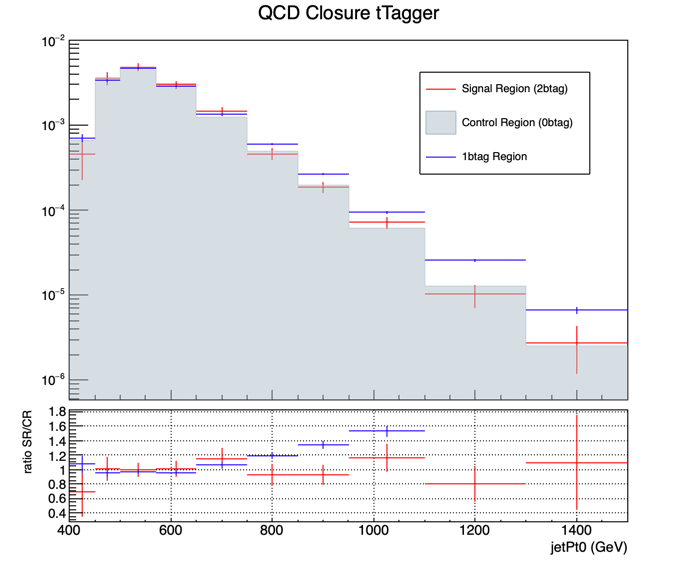 QCD Closure tTagger
10⁻²
10⁻³
10⁻⁴
10⁻⁵
10⁻⁶
Signal Region (2btag)
Control Region (0btag)
1btag Region
ratio SR/CR
1.8
1.6
1.4
1.2
1
0.8
0.6
0.4
400 600 800 1000 1200 1400
jetPt0 (GeV)